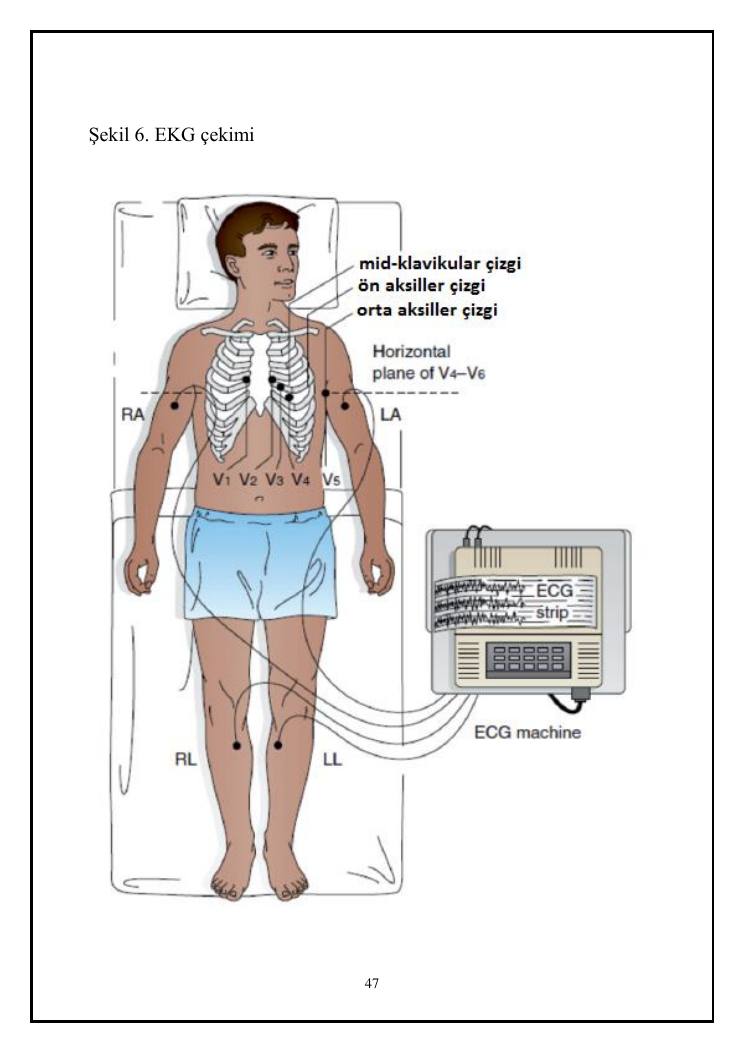 Şekil 6. EKG çekimi
mid-klavikular çizgi
ön aksiller çizgi
orta aksiller çizgi
Horizontal
plane of V4–V6
RA
LA
V1 V2 V3 V4 V5
ECG
strip
ECG machine
RL
LL
47